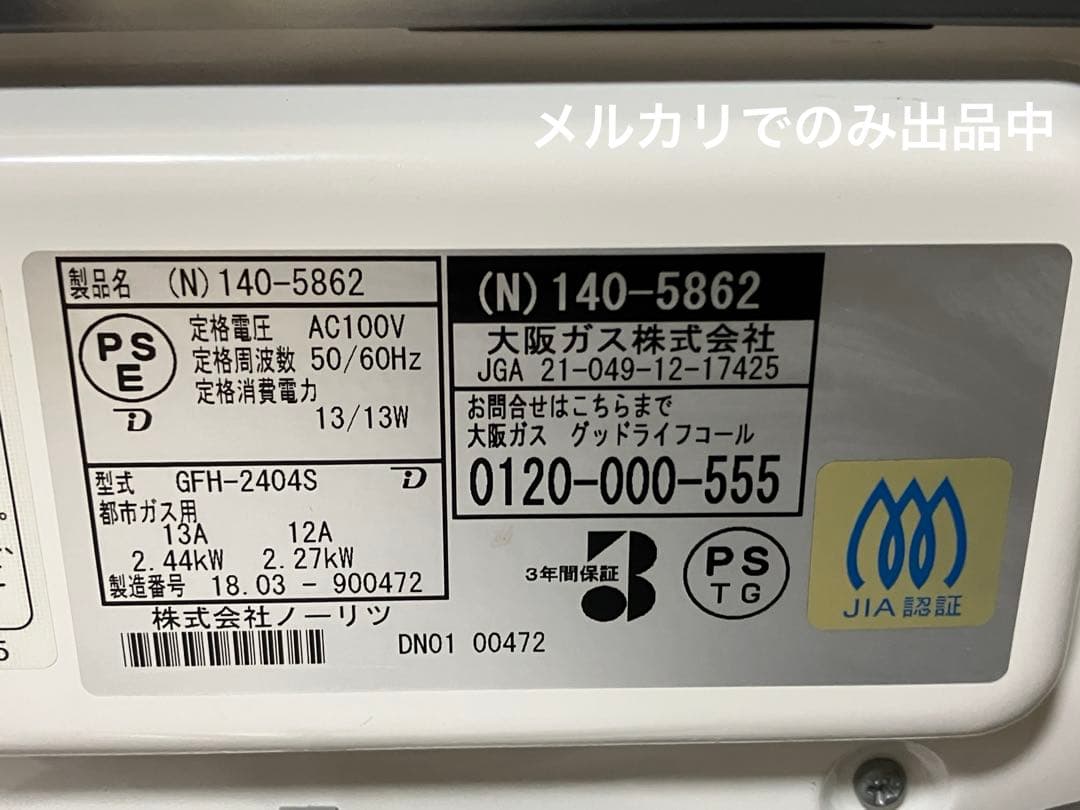 メルカリでのみ出品中
製品名 (N)140-5862
PS
E
定格電圧 AC100V
定格周波数 50/60Hz
定格消費電力
13/13W
型式 GFH-2404S
都市ガス用
13A 12A
2.44kW 2.27kW
製造番号 18.03-900472
株式会社ノーリツ
DN01 00472
(N)140-5862
大阪ガス株式会社
JGA 21-049-12-17425
お問合せはこちらまで
大阪ガス グッドライフコール
0120-000-555
3年間保証
PS
TG
JIA認証
5